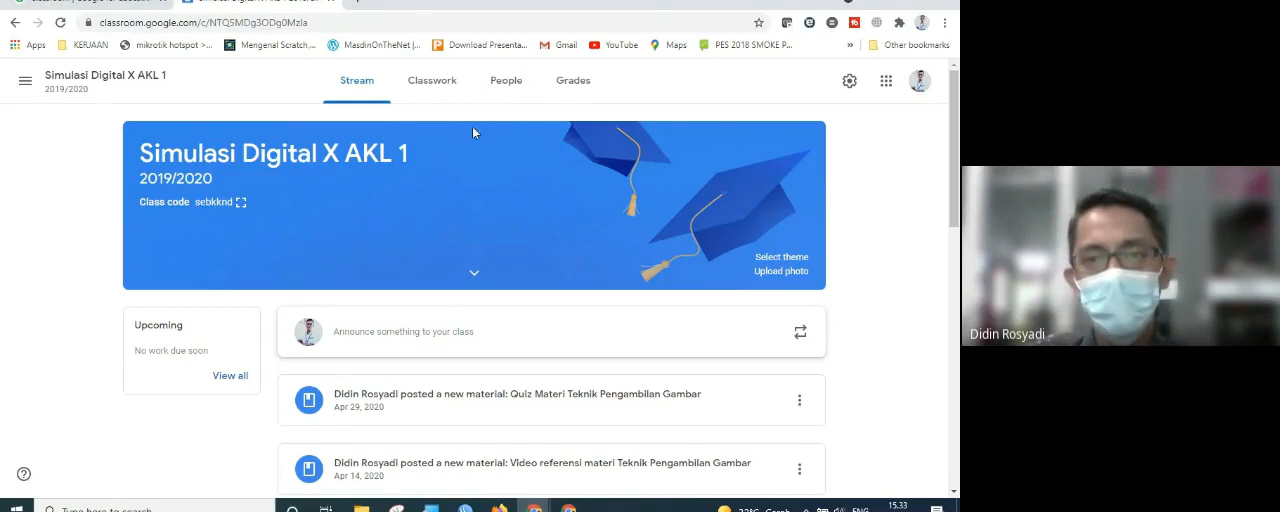 classroom.google.com/c/NTQ5MDg3ODg0Mzla
Apps
KERJAAN
mikrotik hotspot >...
Mengenal Scratch,...
MasdinOnTheNet |...
Download Presenta...
Gmail
YouTube
Maps
PES 2018 SMOKE P...
»
Other bookmarks
Simulasi Digital X AKL 1
2019/2020
Stream
Classwork
People
Grades
Simulasi Digital X AKL 1
2019/2020
Class code sebkknd
Select theme
Upload photo
Upcoming
No work due soon
View all
Announce something to your class
Didin Rosyadi posted a new material: Quiz Materi Teknik Pengambilan Gambar
Apr 29, 2020
Didin Rosyadi posted a new material: Video referensi materi Teknik Pengambilan Gambar
Apr 14, 2020
Didin Rosyadi
Type here to search
ENG
15.33